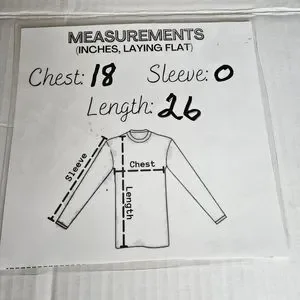 MEASUREMENTS
(INCHES, LAYING FLAT)
Chest: 18 Sleeve: 0
Length: 26
Sleeve
Chest
Length